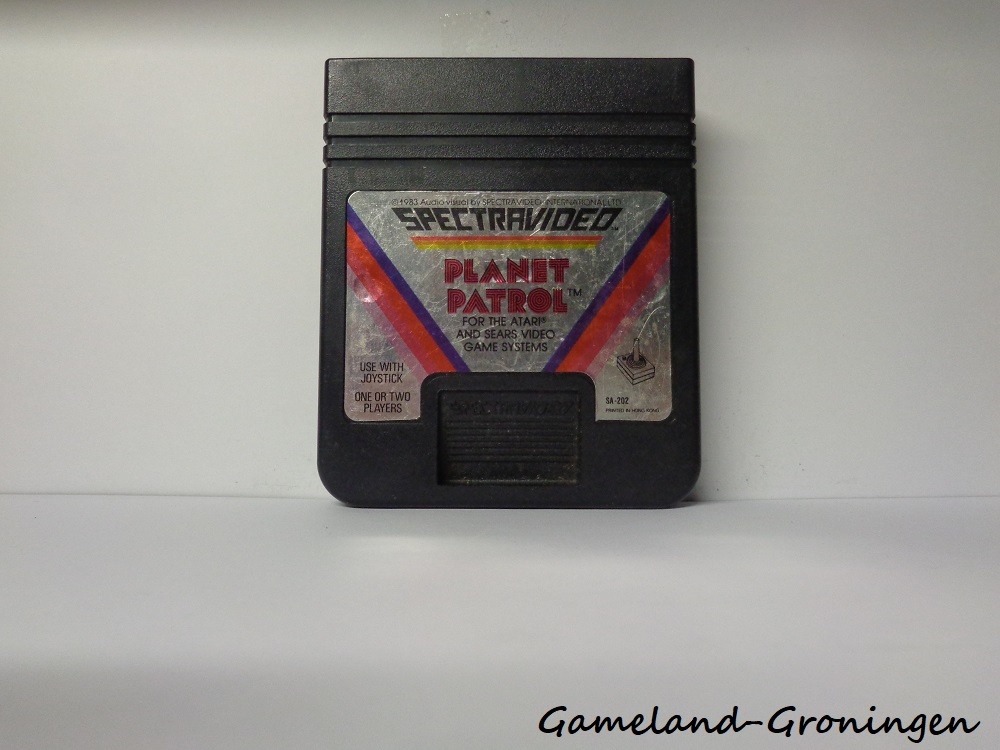 ©1983 Audio visual by SPECTRAVIDEO INTERNATIONAL LTD.
SPECTRAVIDEO™
PLANET
PATROL™
FOR THE ATARI®
AND SEARS VIDEO
GAME SYSTEMS
USE WITH
JOYSTICK
ONE OR TWO
PLAYERS
SA-202
PRINTED IN HONG KONG
SPECTRAVIDEO
Gameland-Groningen